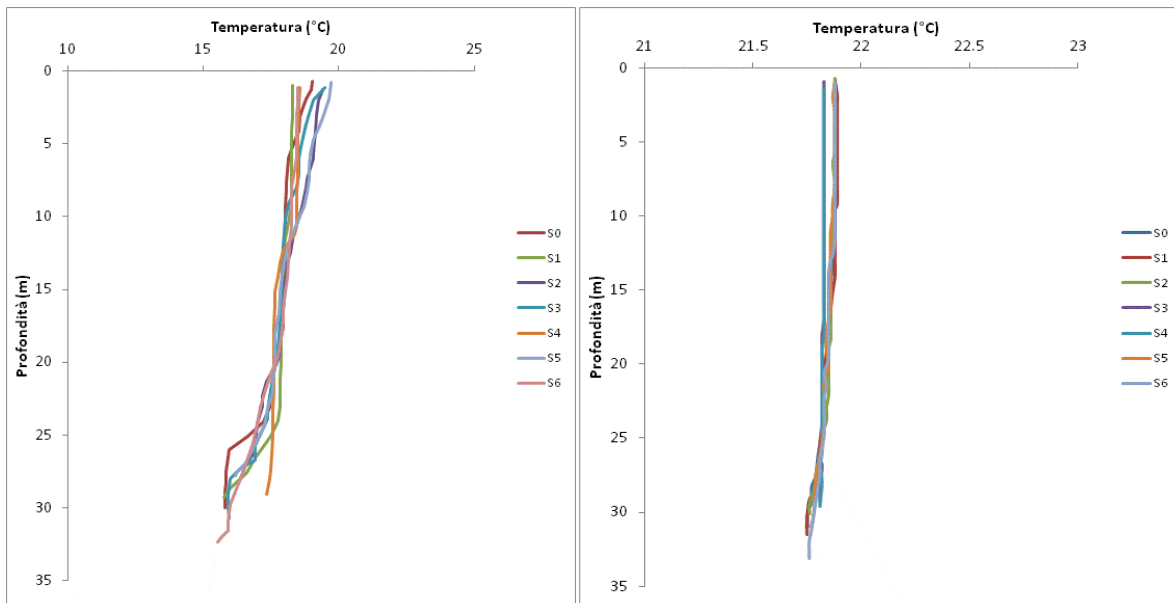 Temperatura (°C)
10 15 20 25
0
5
10
15
20
25
30
35
Profondità (m)
S0
S1
S2
S3
S4
S5
S6
Temperatura (°C)
21 21.5 22 22.5 23
0
5
10
15
20
25
30
35
Profondità (m)
S0
S1
S2
S3
S4
S5
S6